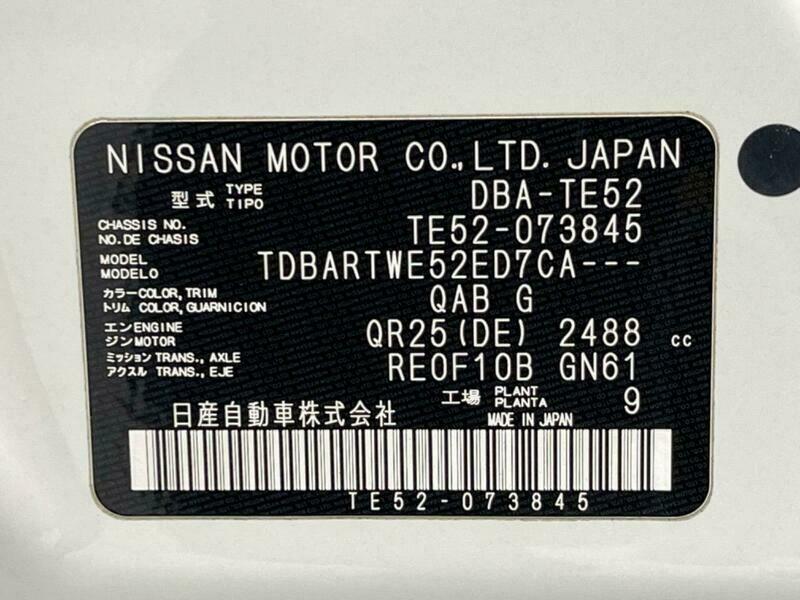 NISSAN MOTOR CO.,LTD. JAPAN
型式 TYPE TIPO DBA-TE52
CHASSIS NO. NO.DE CHASIS TE52-073845
MODEL MODELO TDBARTWE52ED7CA---
カラー COLOR, TRIM トリム COLOR, GUARNICION QAB G
エンジン ENGINE MOTOR QR25(DE) 2488 cc
ミッション TRANS., AXLE アクスル TRANS., EJE RE0F10B GN61
工場 PLANT PLANTA 9
日産自動車株式会社 MADE IN JAPAN
TE52-073845